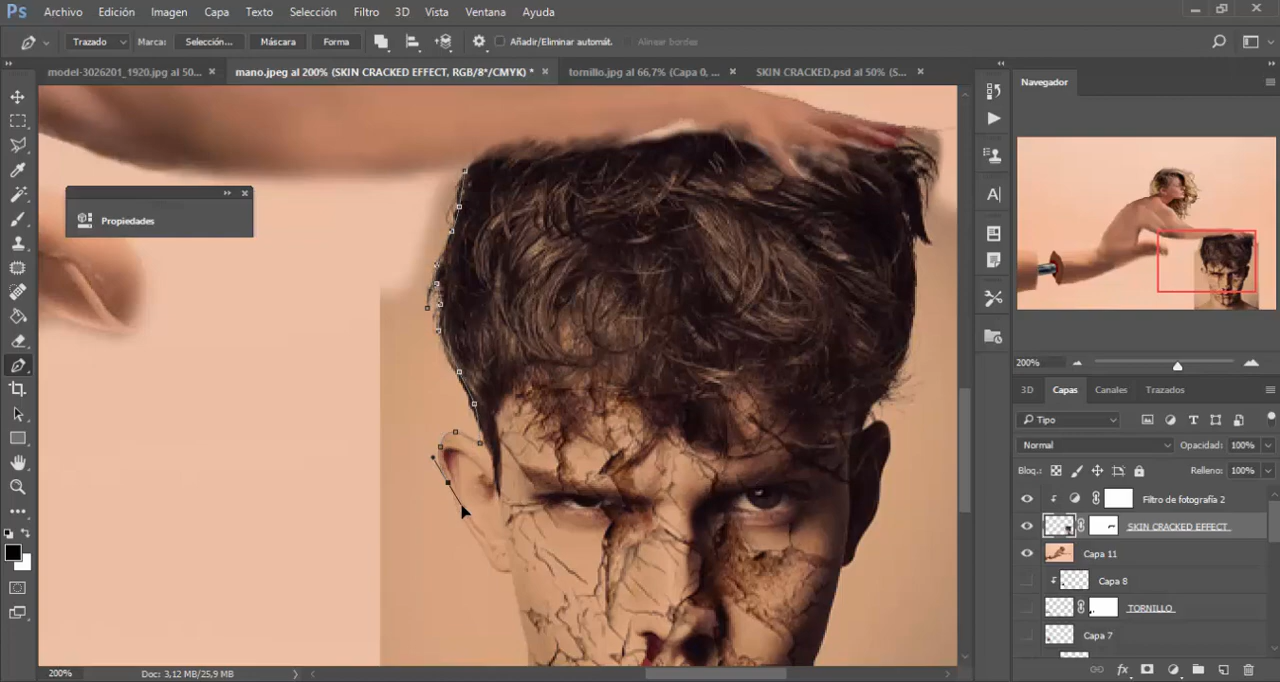 Ps Archivo Edición Imagen Capa Texto Selección Filtro 3D Vista Ventana Ayuda
Trazado Marca: Selección... Máscara Forma Añadir/Eliminar automát. Alinear bordes
model-3026201_1920.jpg al 50... × mano.jpeg al 200% (SKIN CRACKED EFFECT, RGB/8*/CMYK) * × tornillo.jpg al 66,7% (Capa 0, ... × SKIN CRACKED.psd al 50% (S... ×
Navegador
Propiedades
200%
3D Capas Canales Trazados
Tipo
Normal Opacidad: 100%
Bloq.: Relleno: 100%
Filtro de fotografía 2
SKIN CRACKED EFFECT
Capa 11
Capa 8
TORNILLO
Capa 7
200% Doc: 3,12 MB/25,9 MB